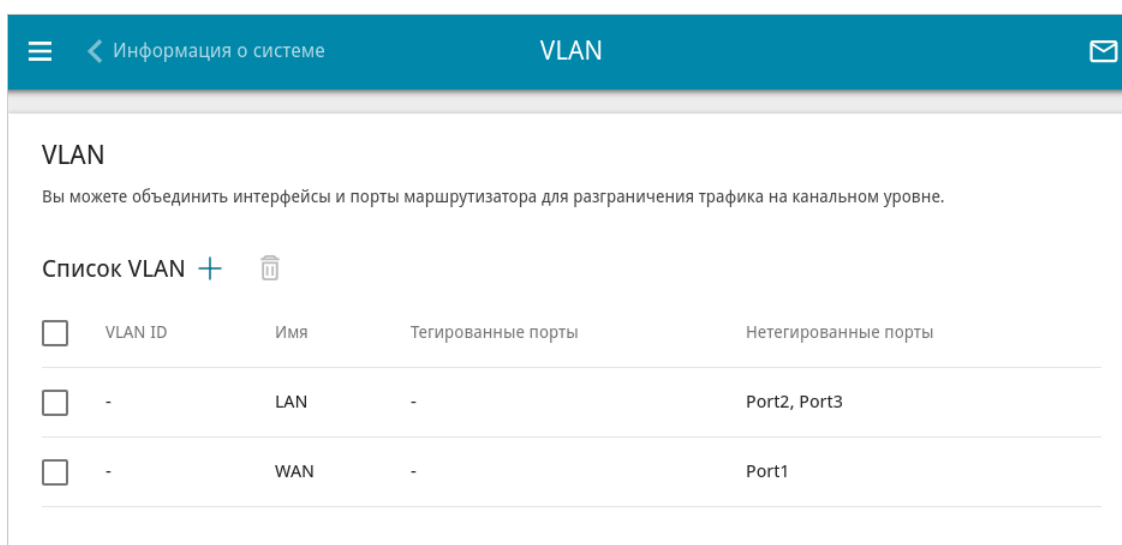 Информация о системе VLAN
VLAN
Вы можете объединить интерфейсы и порты маршрутизатора для разграничения трафика на канальном уровне.
Список VLAN
VLAN ID Имя Тегированные порты Нетегированные порты
- LAN - Port2, Port3
- WAN - Port1